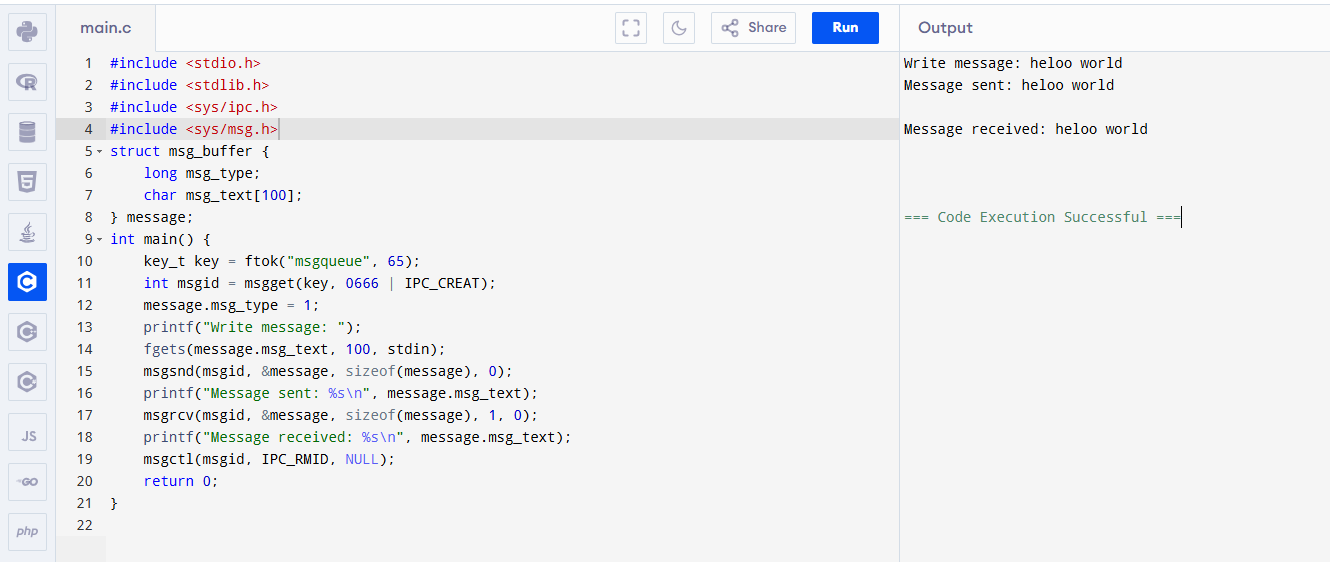 main.c
Share
Run
Output
1 #include <stdio.h>
2 #include <stdlib.h>
3 #include <sys/ipc.h>
4 #include <sys/msg.h>
5 struct msg_buffer {
6 long msg_type;
7 char msg_text[100];
8 } message;
9 int main() {
10 key_t key = ftok("msgqueue", 65);
11 int msgid = msgget(key, 0666 | IPC_CREAT);
12 message.msg_type = 1;
13 printf("Write message: ");
14 fgets(message.msg_text, 100, stdin);
15 msgsnd(msgid, &message, sizeof(message), 0);
16 printf("Message sent: %s\n", message.msg_text);
17 msgrcv(msgid, &message, sizeof(message), 1, 0);
18 printf("Message received: %s\n", message.msg_text);
19 msgctl(msgid, IPC_RMID, NULL);
20 return 0;
21 }
22
Write message: heloo world
Message sent: heloo world
Message received: heloo world
=== Code Execution Successful ===
R
5
C
C
C
JS
GO
php